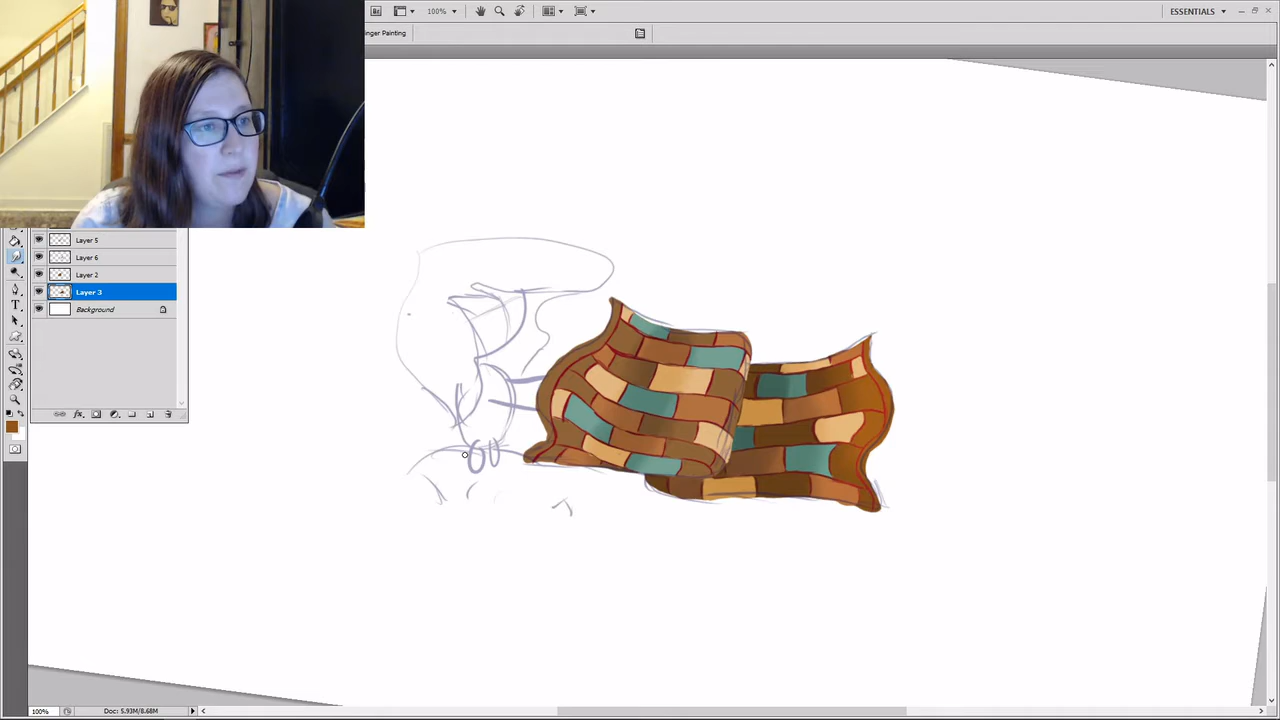 100%
ESSENTIALS
inger Painting
Layer 5
Layer 6
Layer 2
Layer 3
Background
fx
T
100%
Doc: 5.93M/8.68M